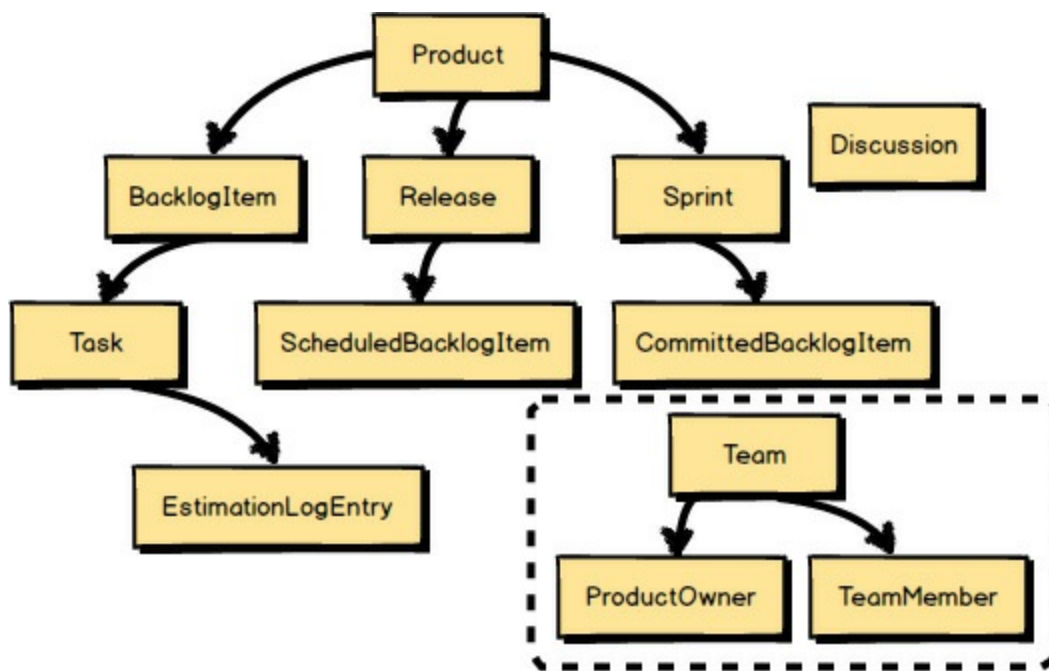 Product
Discussion
BacklogItem
Release
Sprint
Task
ScheduledBacklogItem
CommittedBacklogItem
Team
EstimationLogEntry
ProductOwner
TeamMember